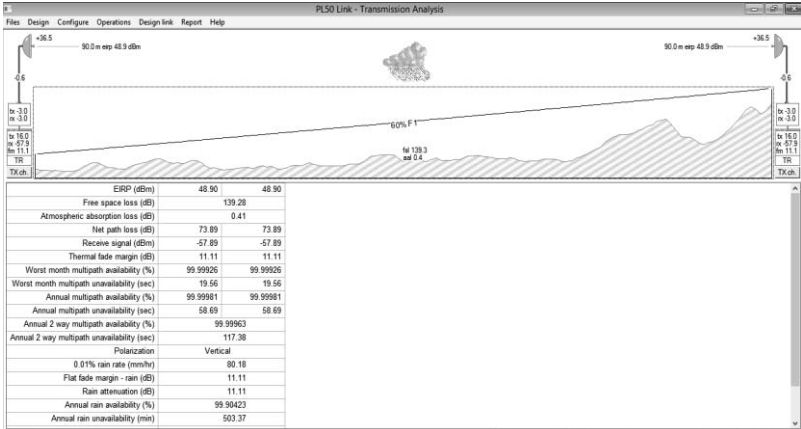 PL50 Link - Transmission Analysis
Files Design Configure Operations Design link Report Help
+36.5
90.0 m eirp 48.9 dBm
90.0 m eirp 48.9 dBm
+36.5
-0.6
-0.6
tx -3.0
rx -3.0
tx -3.0
rx -3.0
60% F1
tx 16.0
rx -57.9
fm 11.1
fsl 139.3
aal 0.4
tx 16.0
rx -57.9
fm 11.1
TR
TR
TX ch.
TX ch.
EIRP (dBm) 48.90 48.90
Free space loss (dB) 139.28
Atmospheric absorption loss (dB) 0.41
Net path loss (dB) 73.89 73.89
Receive signal (dBm) -57.89 -57.89
Thermal fade margin (dB) 11.11 11.11
Worst month multipath availability (%) 99.99926 99.99926
Worst month multipath unavailability (sec) 19.56 19.56
Annual multipath availability (%) 99.99981 99.99981
Annual multipath unavailability (sec) 58.69 58.69
Annual 2 way multipath availability (%) 99.99963
Annual 2 way multipath unavailability (sec) 117.38
Polarization Vertical
0.01% rain rate (mm/hr) 80.18
Flat fade margin - rain (dB) 11.11
Rain attenuation (dB) 11.11
Annual rain availability (%) 99.90423
Annual rain unavailability (min) 503.37